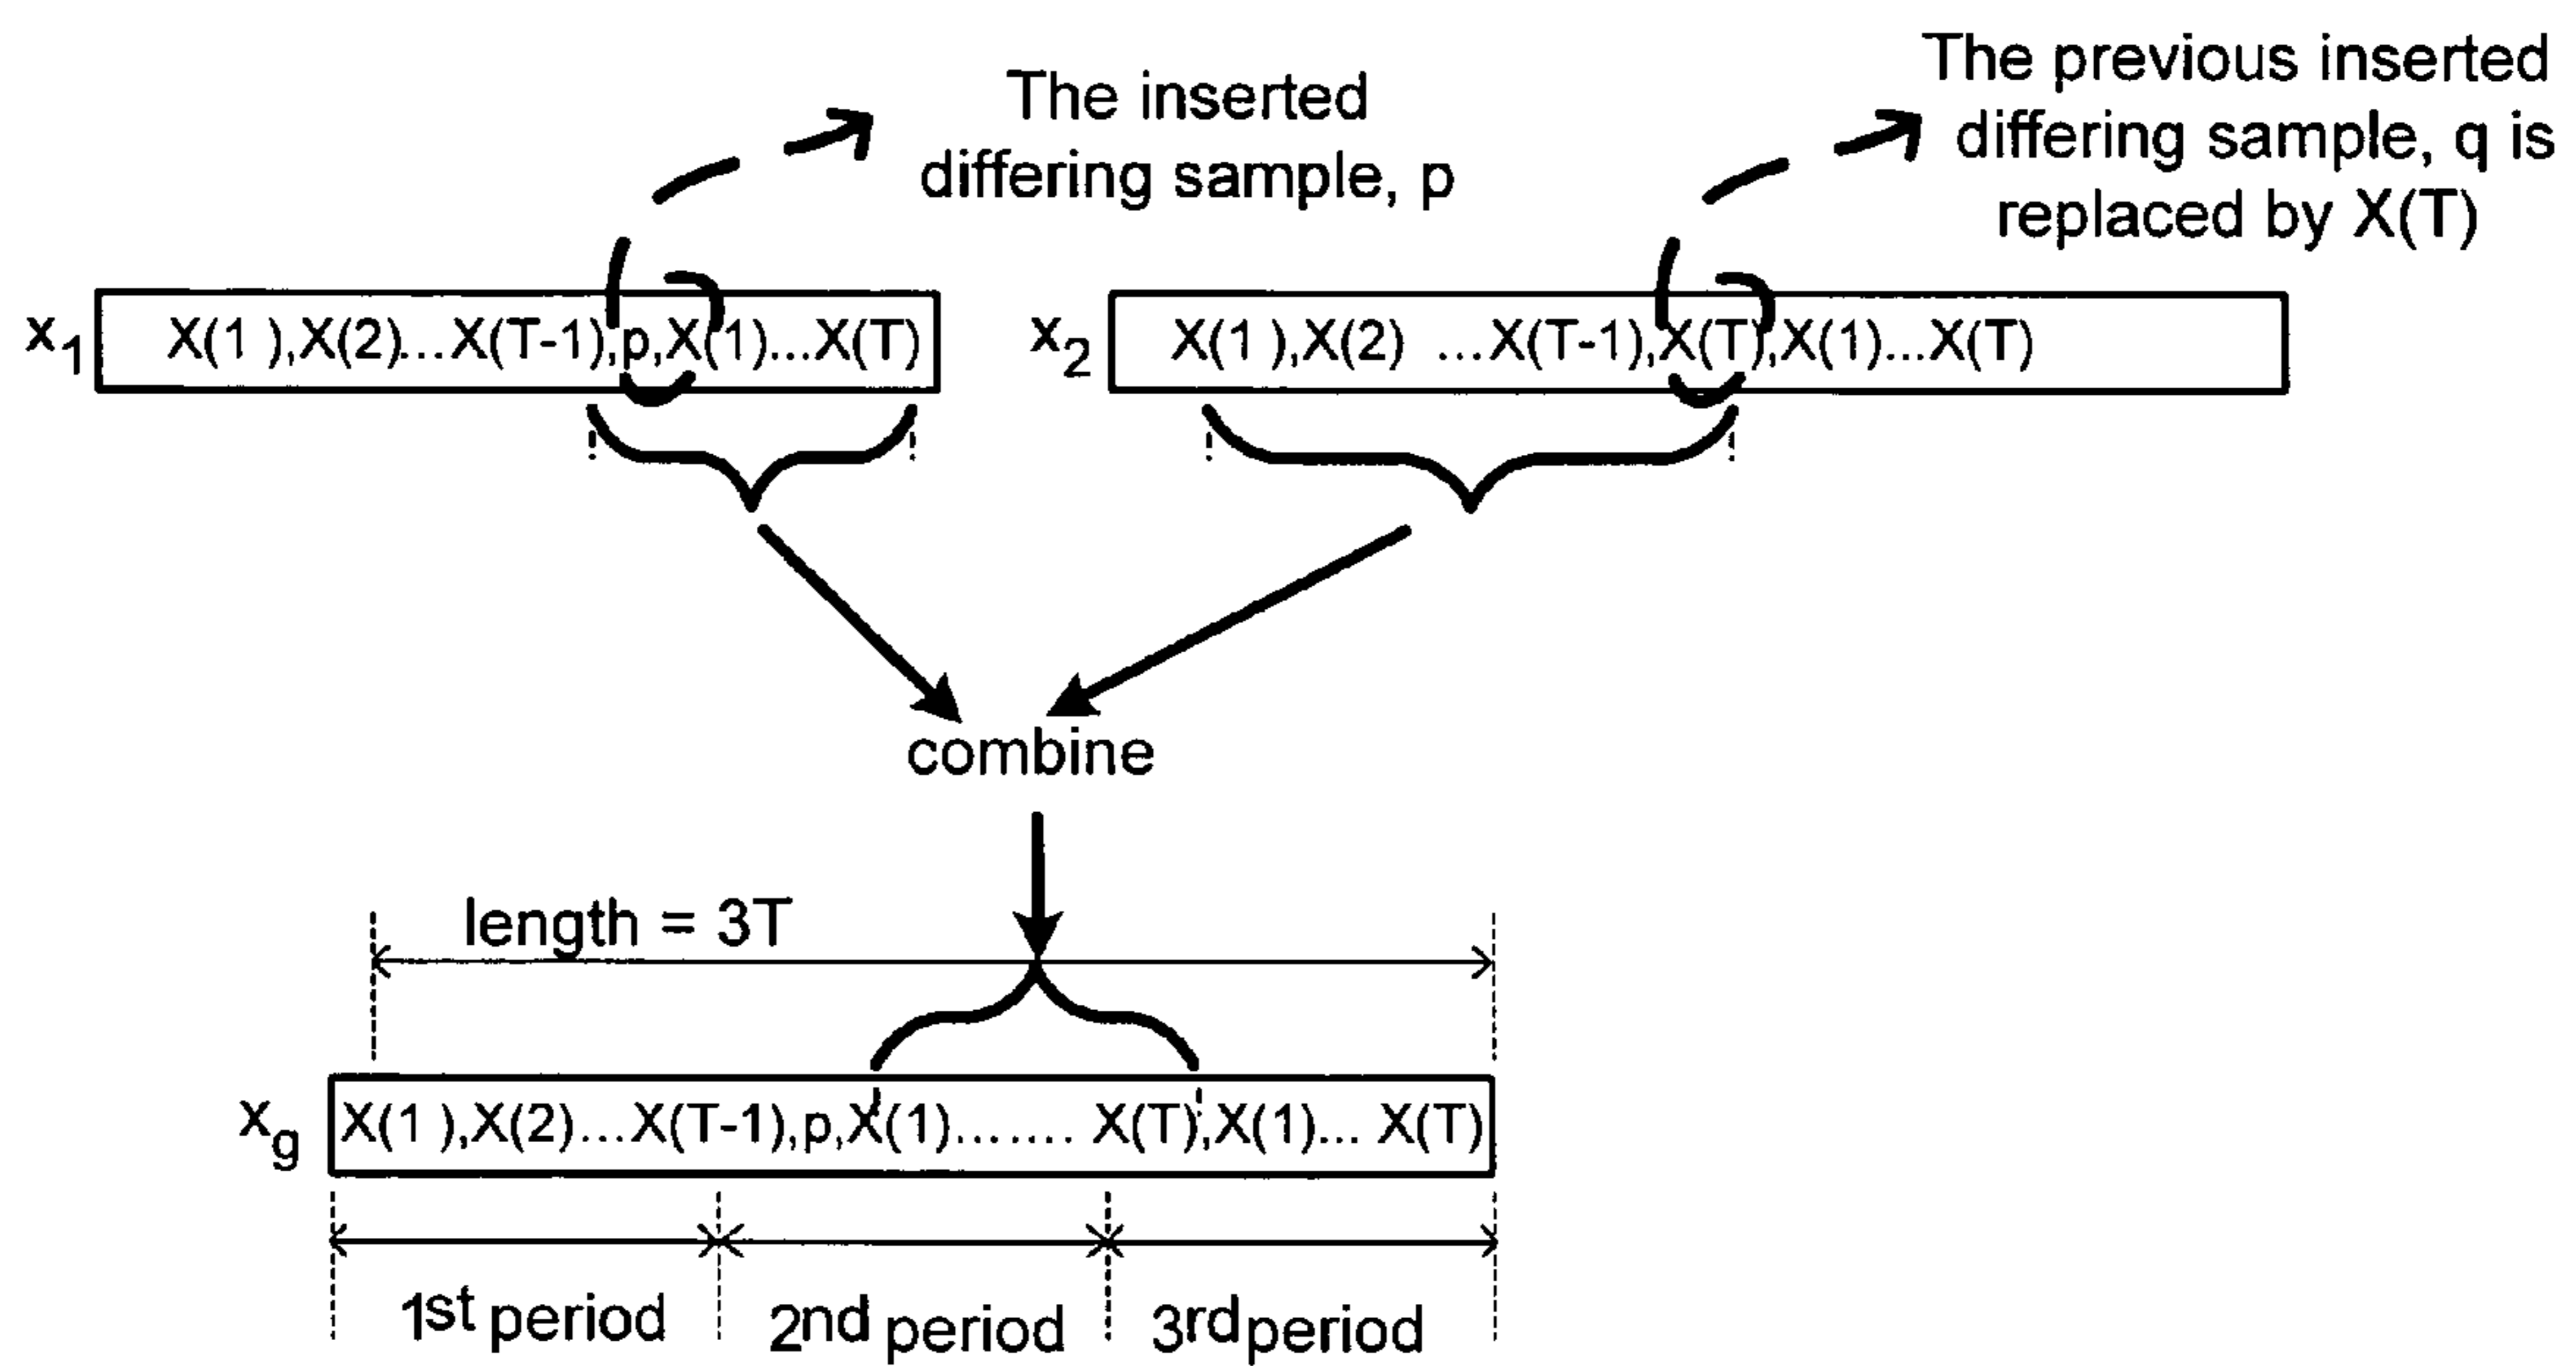 The inserted
differing sample, p
The previous inserted
differing sample, q is
replaced by X(T)
x1 X(1 ),X(2)...X(T-1),p,X(1)...X(T)
x2 X(1 ),X(2) ...X(T-1),X(T),X(1)...X(T)
combine
length = 3T
xg X(1 ),X(2)...X(T-1),p,X(1)....... X(T),X(1)... X(T)
1st period 2nd period 3rd period